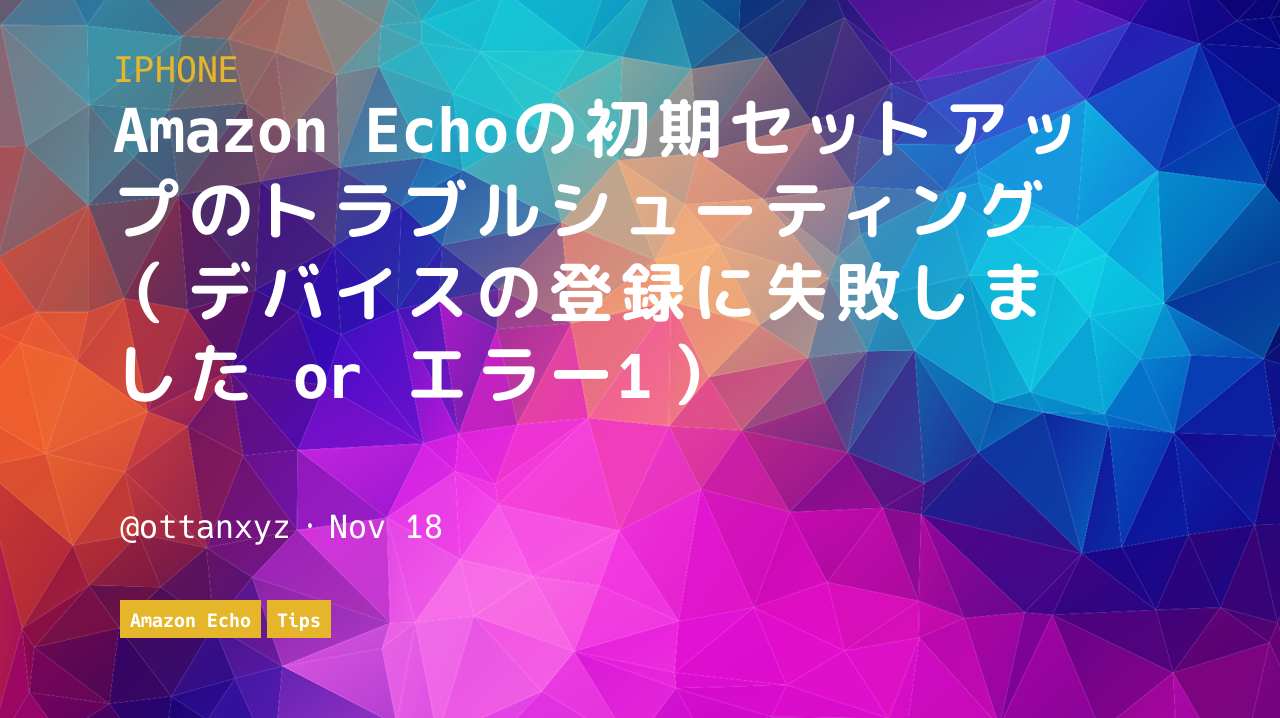 IPHONE
Amazon Echoの初期セットアッ
プのトラブルシューティング
（デバイスの登録に失敗しま
した or エラー1）
@ottanxyz · Nov 18
Amazon Echo Tips